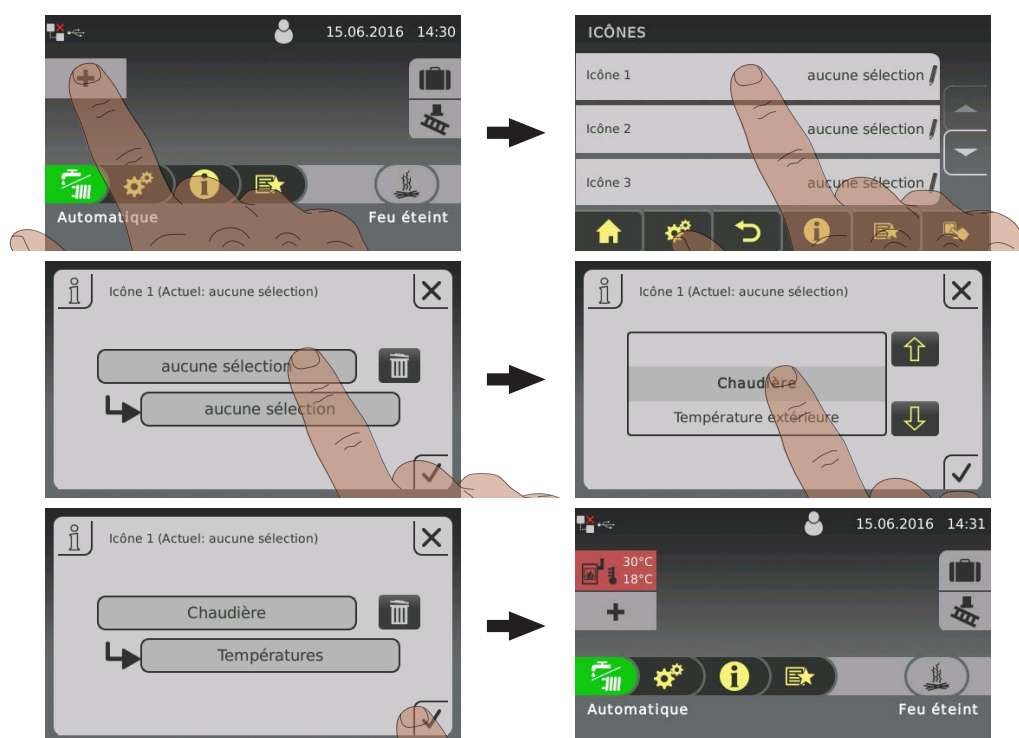 15.06.2016 14:30
Automatique Feu éteint
ICÔNES
Icône 1 aucune sélection
Icône 2 aucune sélection
Icône 3 aucune sélection
Icône 1 (Actuel: aucune sélection)
aucune sélection
aucune sélection
Icône 1 (Actuel: aucune sélection)
Chaudière
Température extérieure
Icône 1 (Actuel: aucune sélection)
Chaudière
Températures
15.06.2016 14:31
30°C
18°C
Automatique Feu éteint